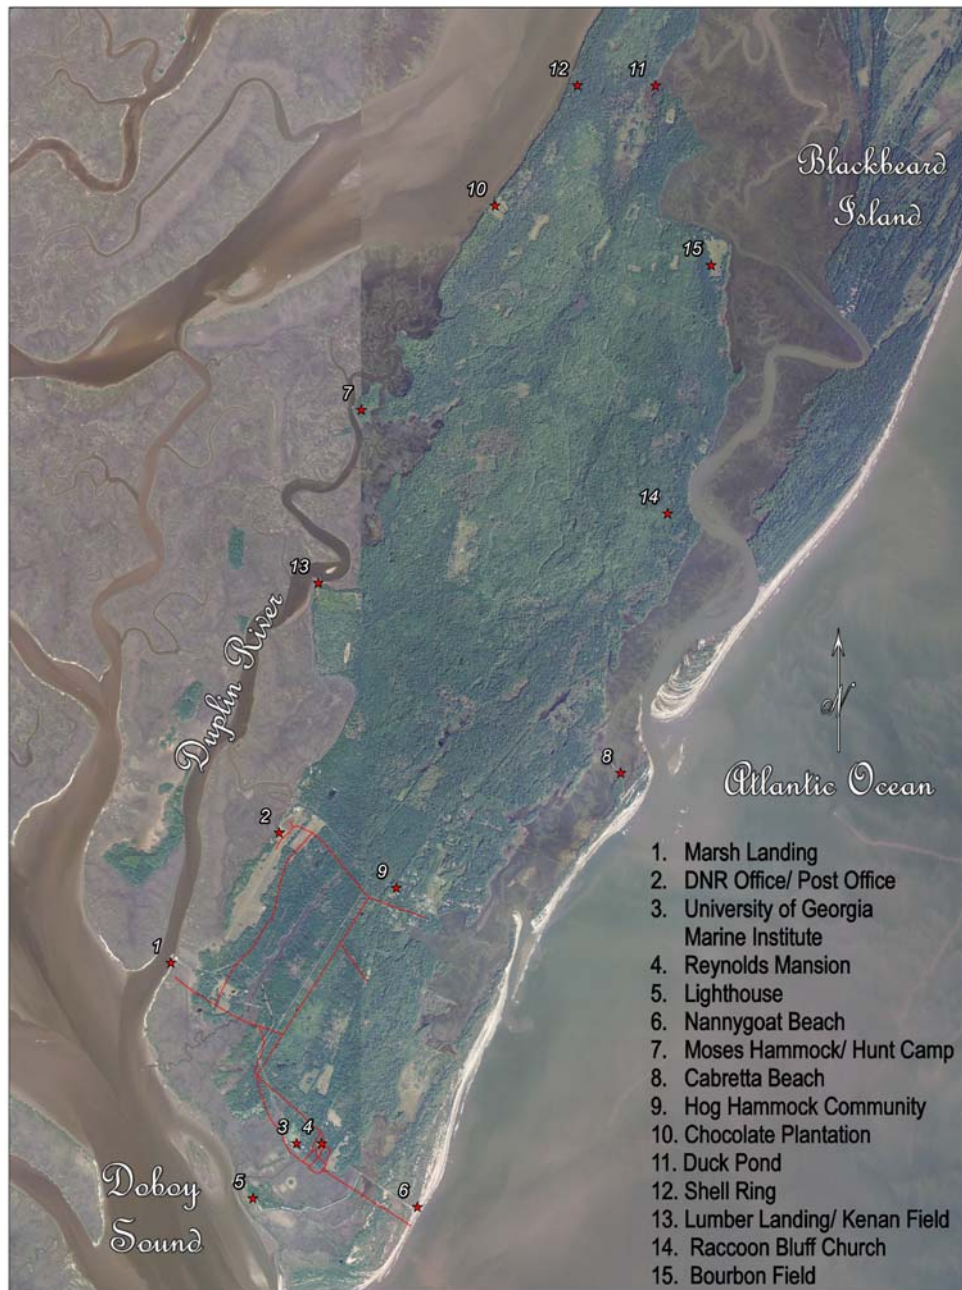 12
11
Blackbeard
Island
10
15
7
14
13
Duplin River
N
8
Atlantic Ocean
2
9
1
3
4
5
6
Doboy
Sound
1. Marsh Landing
2. DNR Office/ Post Office
3. University of Georgia
Marine Institute
4. Reynolds Mansion
5. Lighthouse
6. Nannygoat Beach
7. Moses Hammock/ Hunt Camp
8. Cabretta Beach
9. Hog Hammock Community
10. Chocolate Plantation
11. Duck Pond
12. Shell Ring
13. Lumber Landing/ Kenan Field
14. Raccoon Bluff Church
15. Bourbon Field